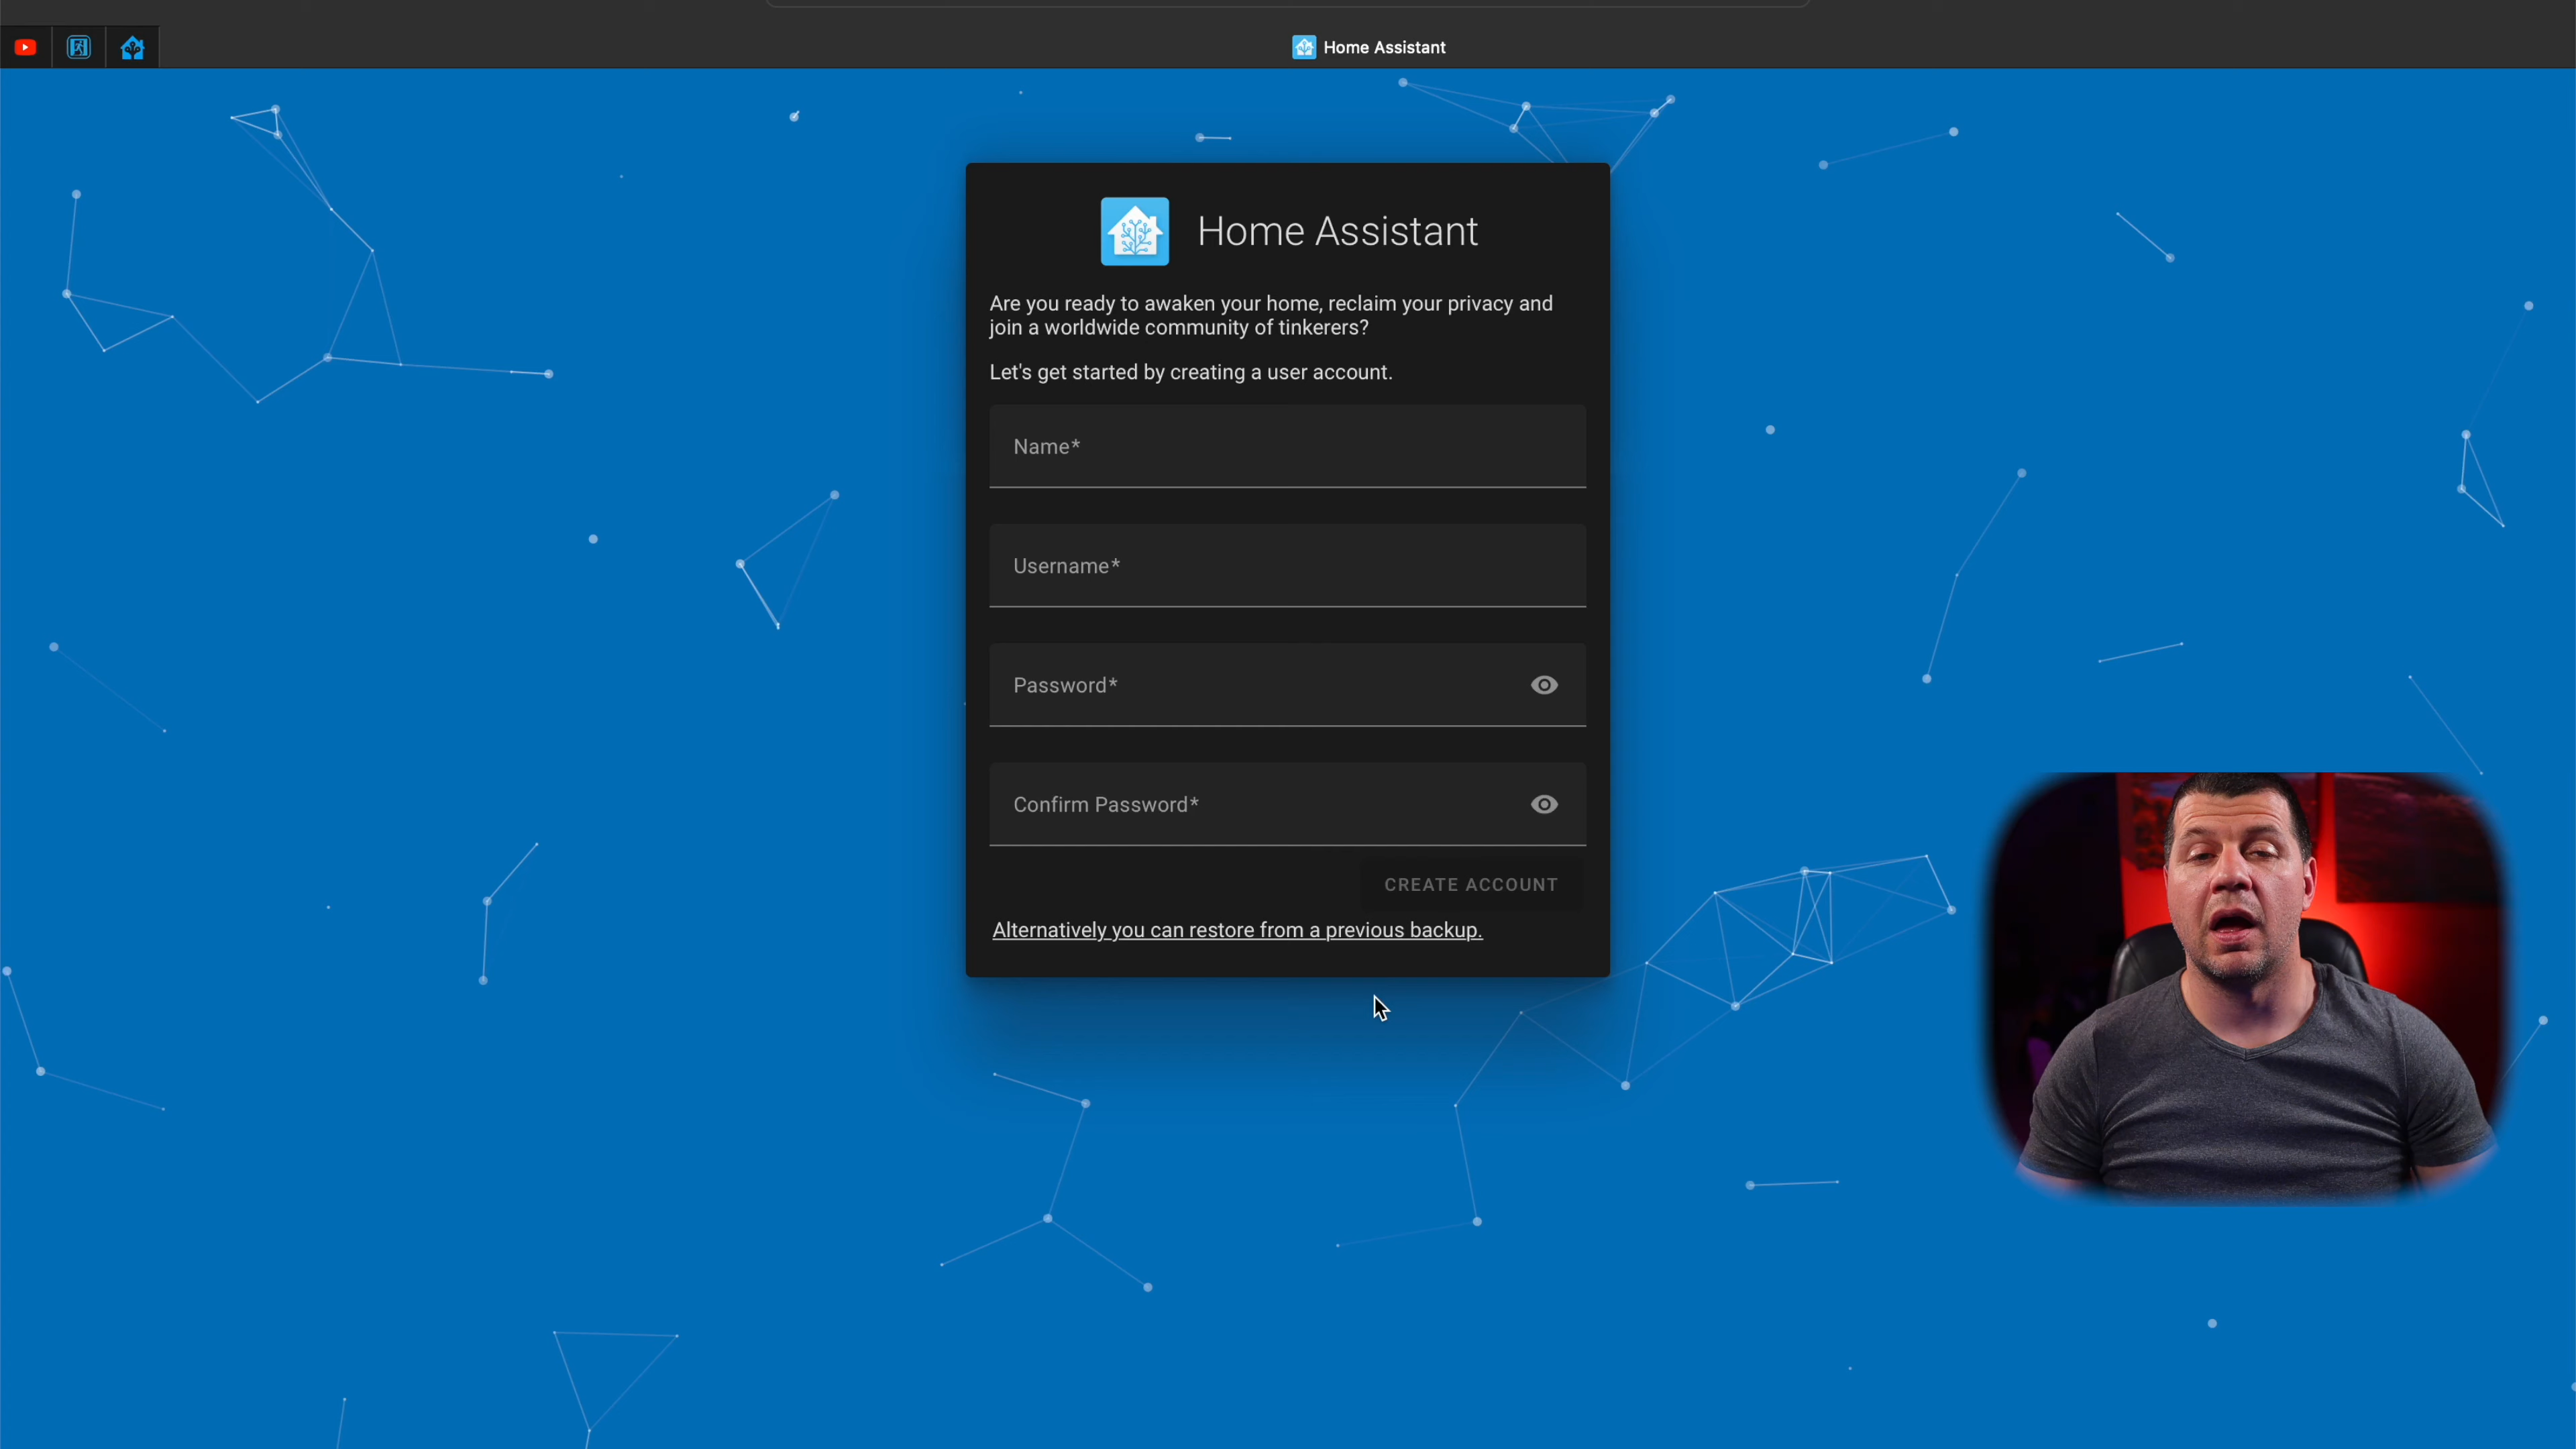 Home Assistant
Home Assistant
Are you ready to awaken your home, reclaim your privacy and
join a worldwide community of tinkerers?
Let's get started by creating a user account.
Name*
Username*
Password*
Confirm Password*
CREATE ACCOUNT
Alternatively you can restore from a previous backup.